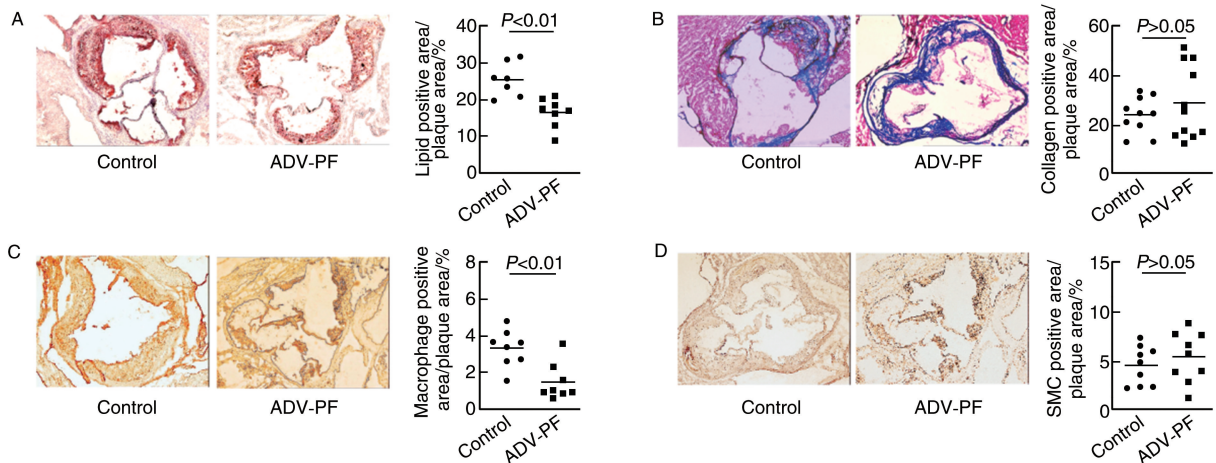 A
Control
ADV-PF
Lipid positive area/
plaque area/%
P<0.01
40
30
20
10
0
Control
ADV-PF
B
Control
ADV-PF
Collagen positive area/
plaque area/%
P>0.05
60
40
20
0
Control
ADV-PF
C
Control
ADV-PF
Macrophage positive
area/plaque area/%
P<0.01
8
6
4
2
0
Control
ADV-PF
D
Control
ADV-PF
SMC positive area/
plaque area/%
P>0.05
15
10
5
0
Control
ADV-PF